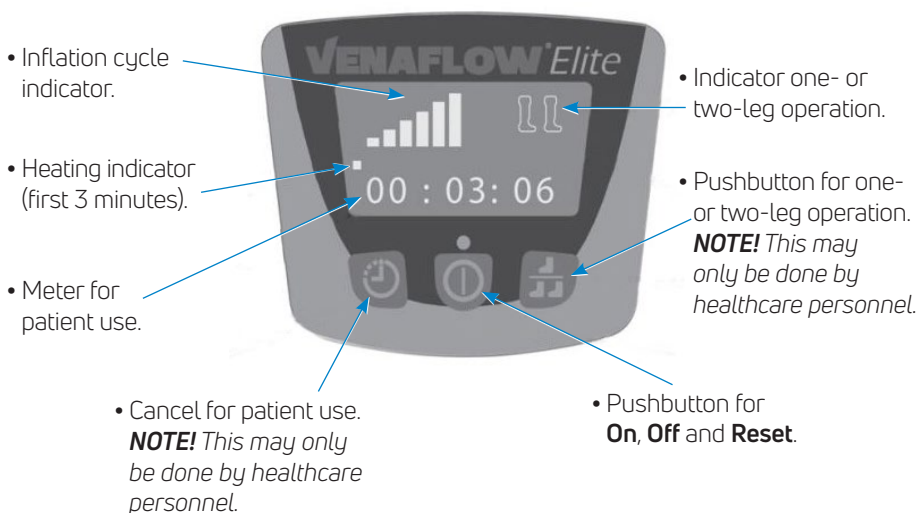 VENAFLOW Elite
00 : 03: 06
• Inflation cycle
indicator.
• Heating indicator
(first 3 minutes).
• Meter for
patient use.
• Cancel for patient use.
NOTE! This may only
be done by healthcare
personnel.
• Indicator one- or
two-leg operation.
• Pushbutton for one-
or two-leg operation.
NOTE! This may
only be done by
healthcare personnel.
• Pushbutton for
On, Off and Reset.